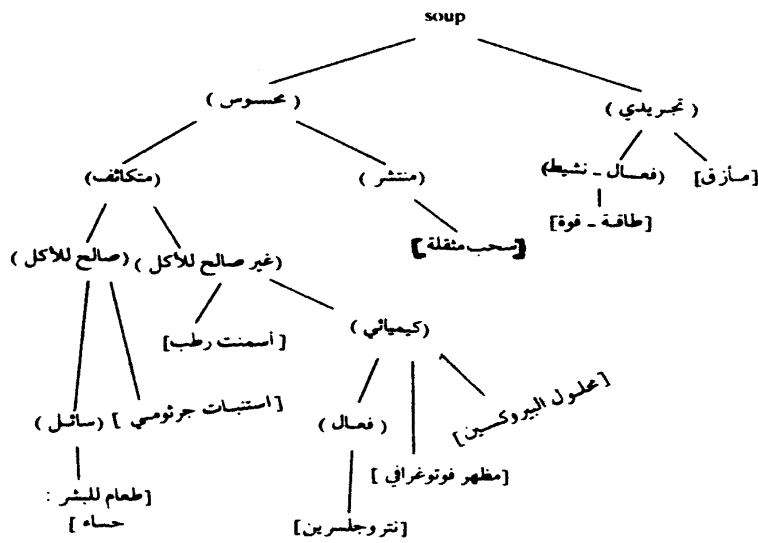 soup
( محسوس )
( تجريدي )
(متكاثف)
( منتشر )
(فعال - نشيط)
[مأزق]
[طاقة - قوة]
[سحب مثقلة]
( صالح للأكل )
( غير صالح للأكل )
[ أسمنت رطب ]
( كيميائي )
( سائل )
[ استنبات جرثومي ]
( فعال )
[محلول البيروكسين]
[مظهر فوتوغرافي ]
[طعام للبشر :
حساء ]
[نتروجلسرين]